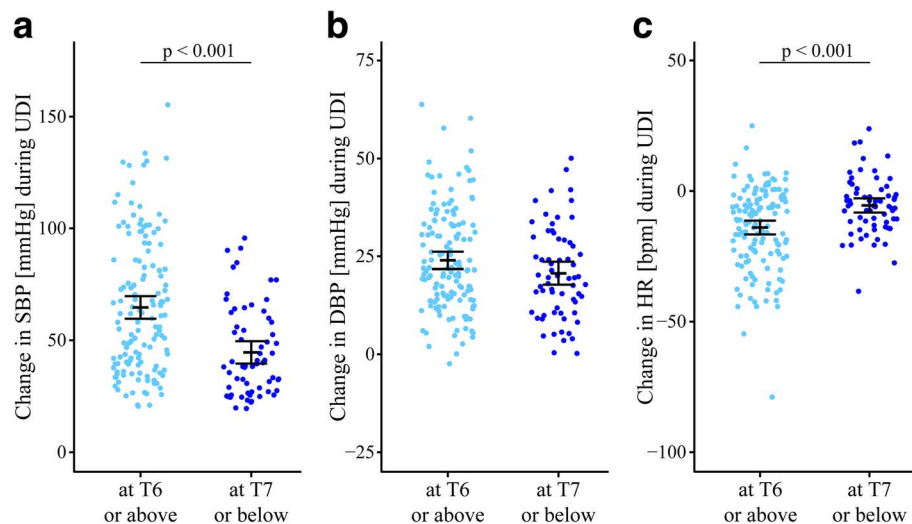 a
p < 0.001
Change in SBP [mmHg] during UDI
150
100
50
0
at T6
or above
at T7
or below
b
Change in DBP [mmHg] during UDI
75
50
25
0
−25
at T6
or above
at T7
or below
c
p < 0.001
Change in HR [bpm] during UDI
50
0
−50
−100
at T6
or above
at T7
or below